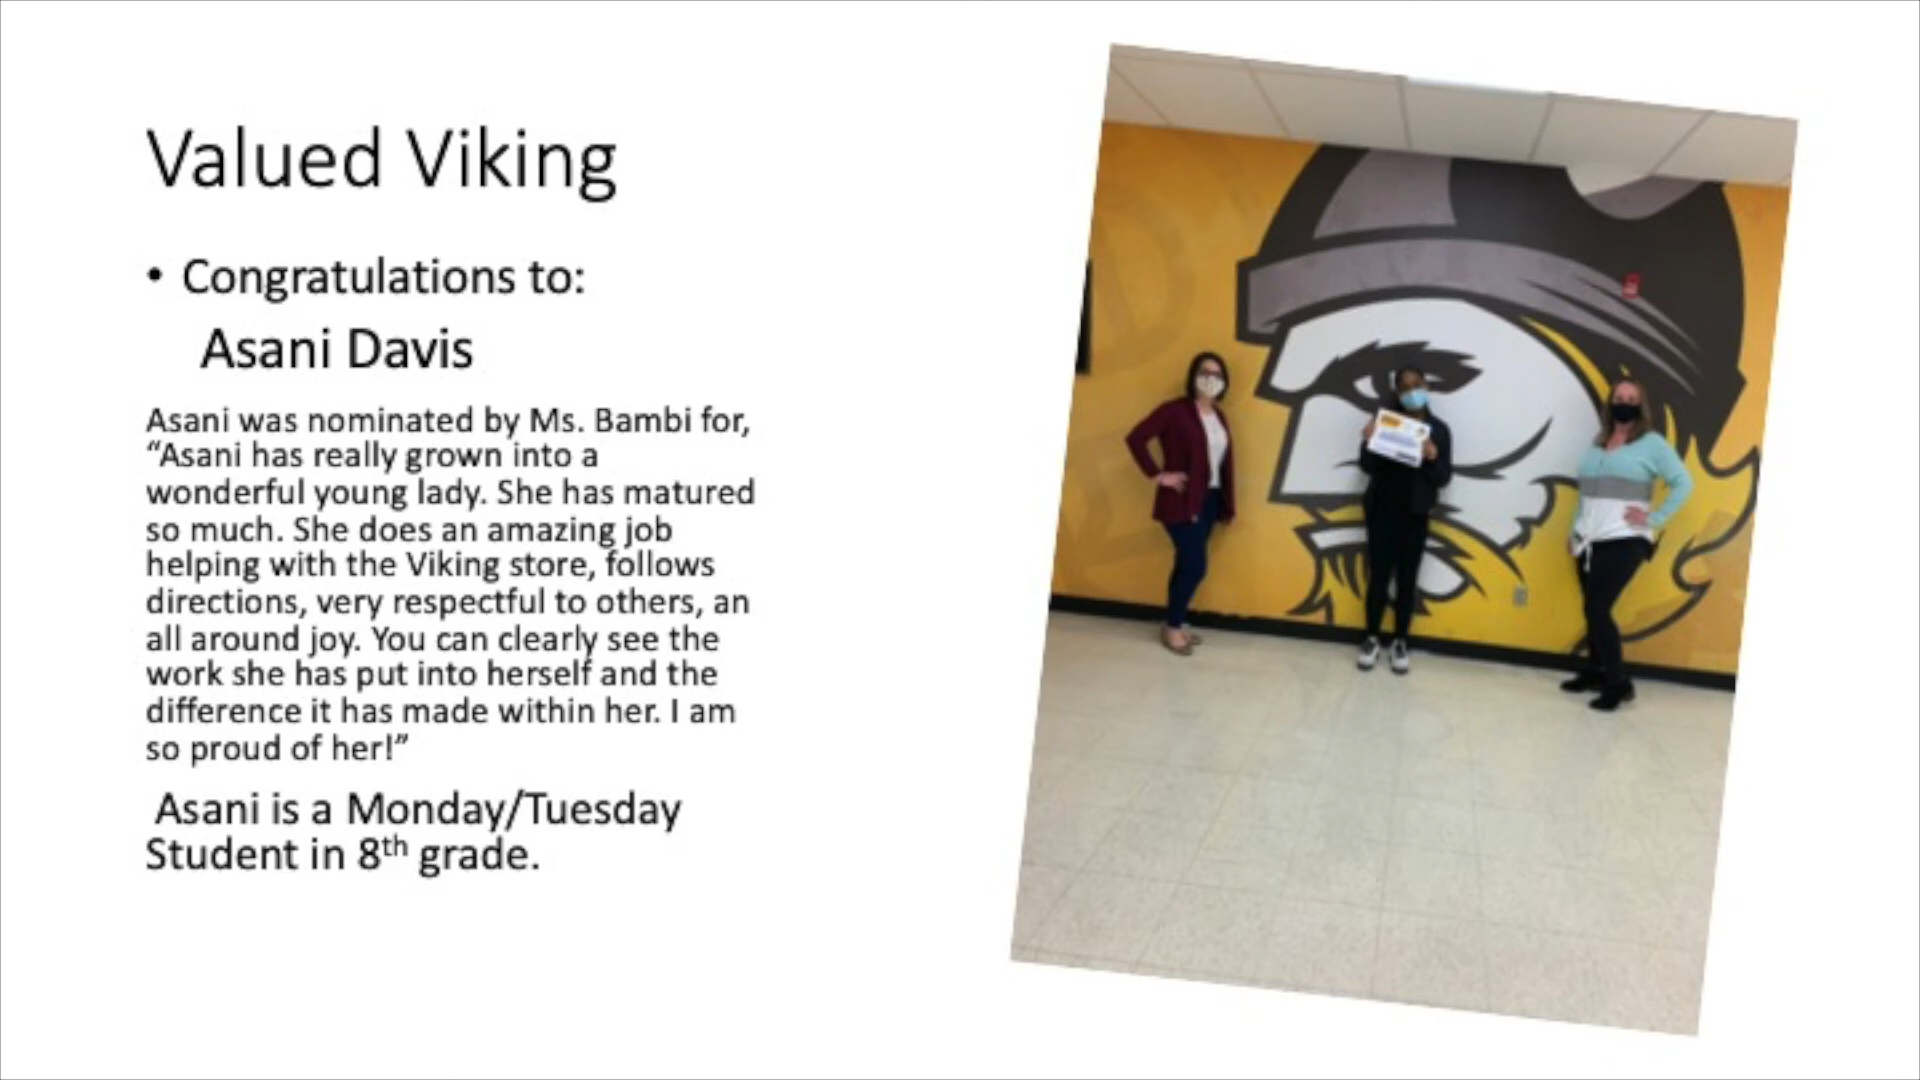 Valued Viking
• Congratulations to:
Asani Davis
Asani was nominated by Ms. Bambi for,
“Asani has really grown into a
wonderful young lady. She has matured
so much. She does an amazing job
helping with the Viking store, follows
directions, very respectful to others, an
all around joy. You can clearly see the
work she has put into herself and the
difference it has made within her. I am
so proud of her!”
Asani is a Monday/Tuesday
Student in 8th grade.